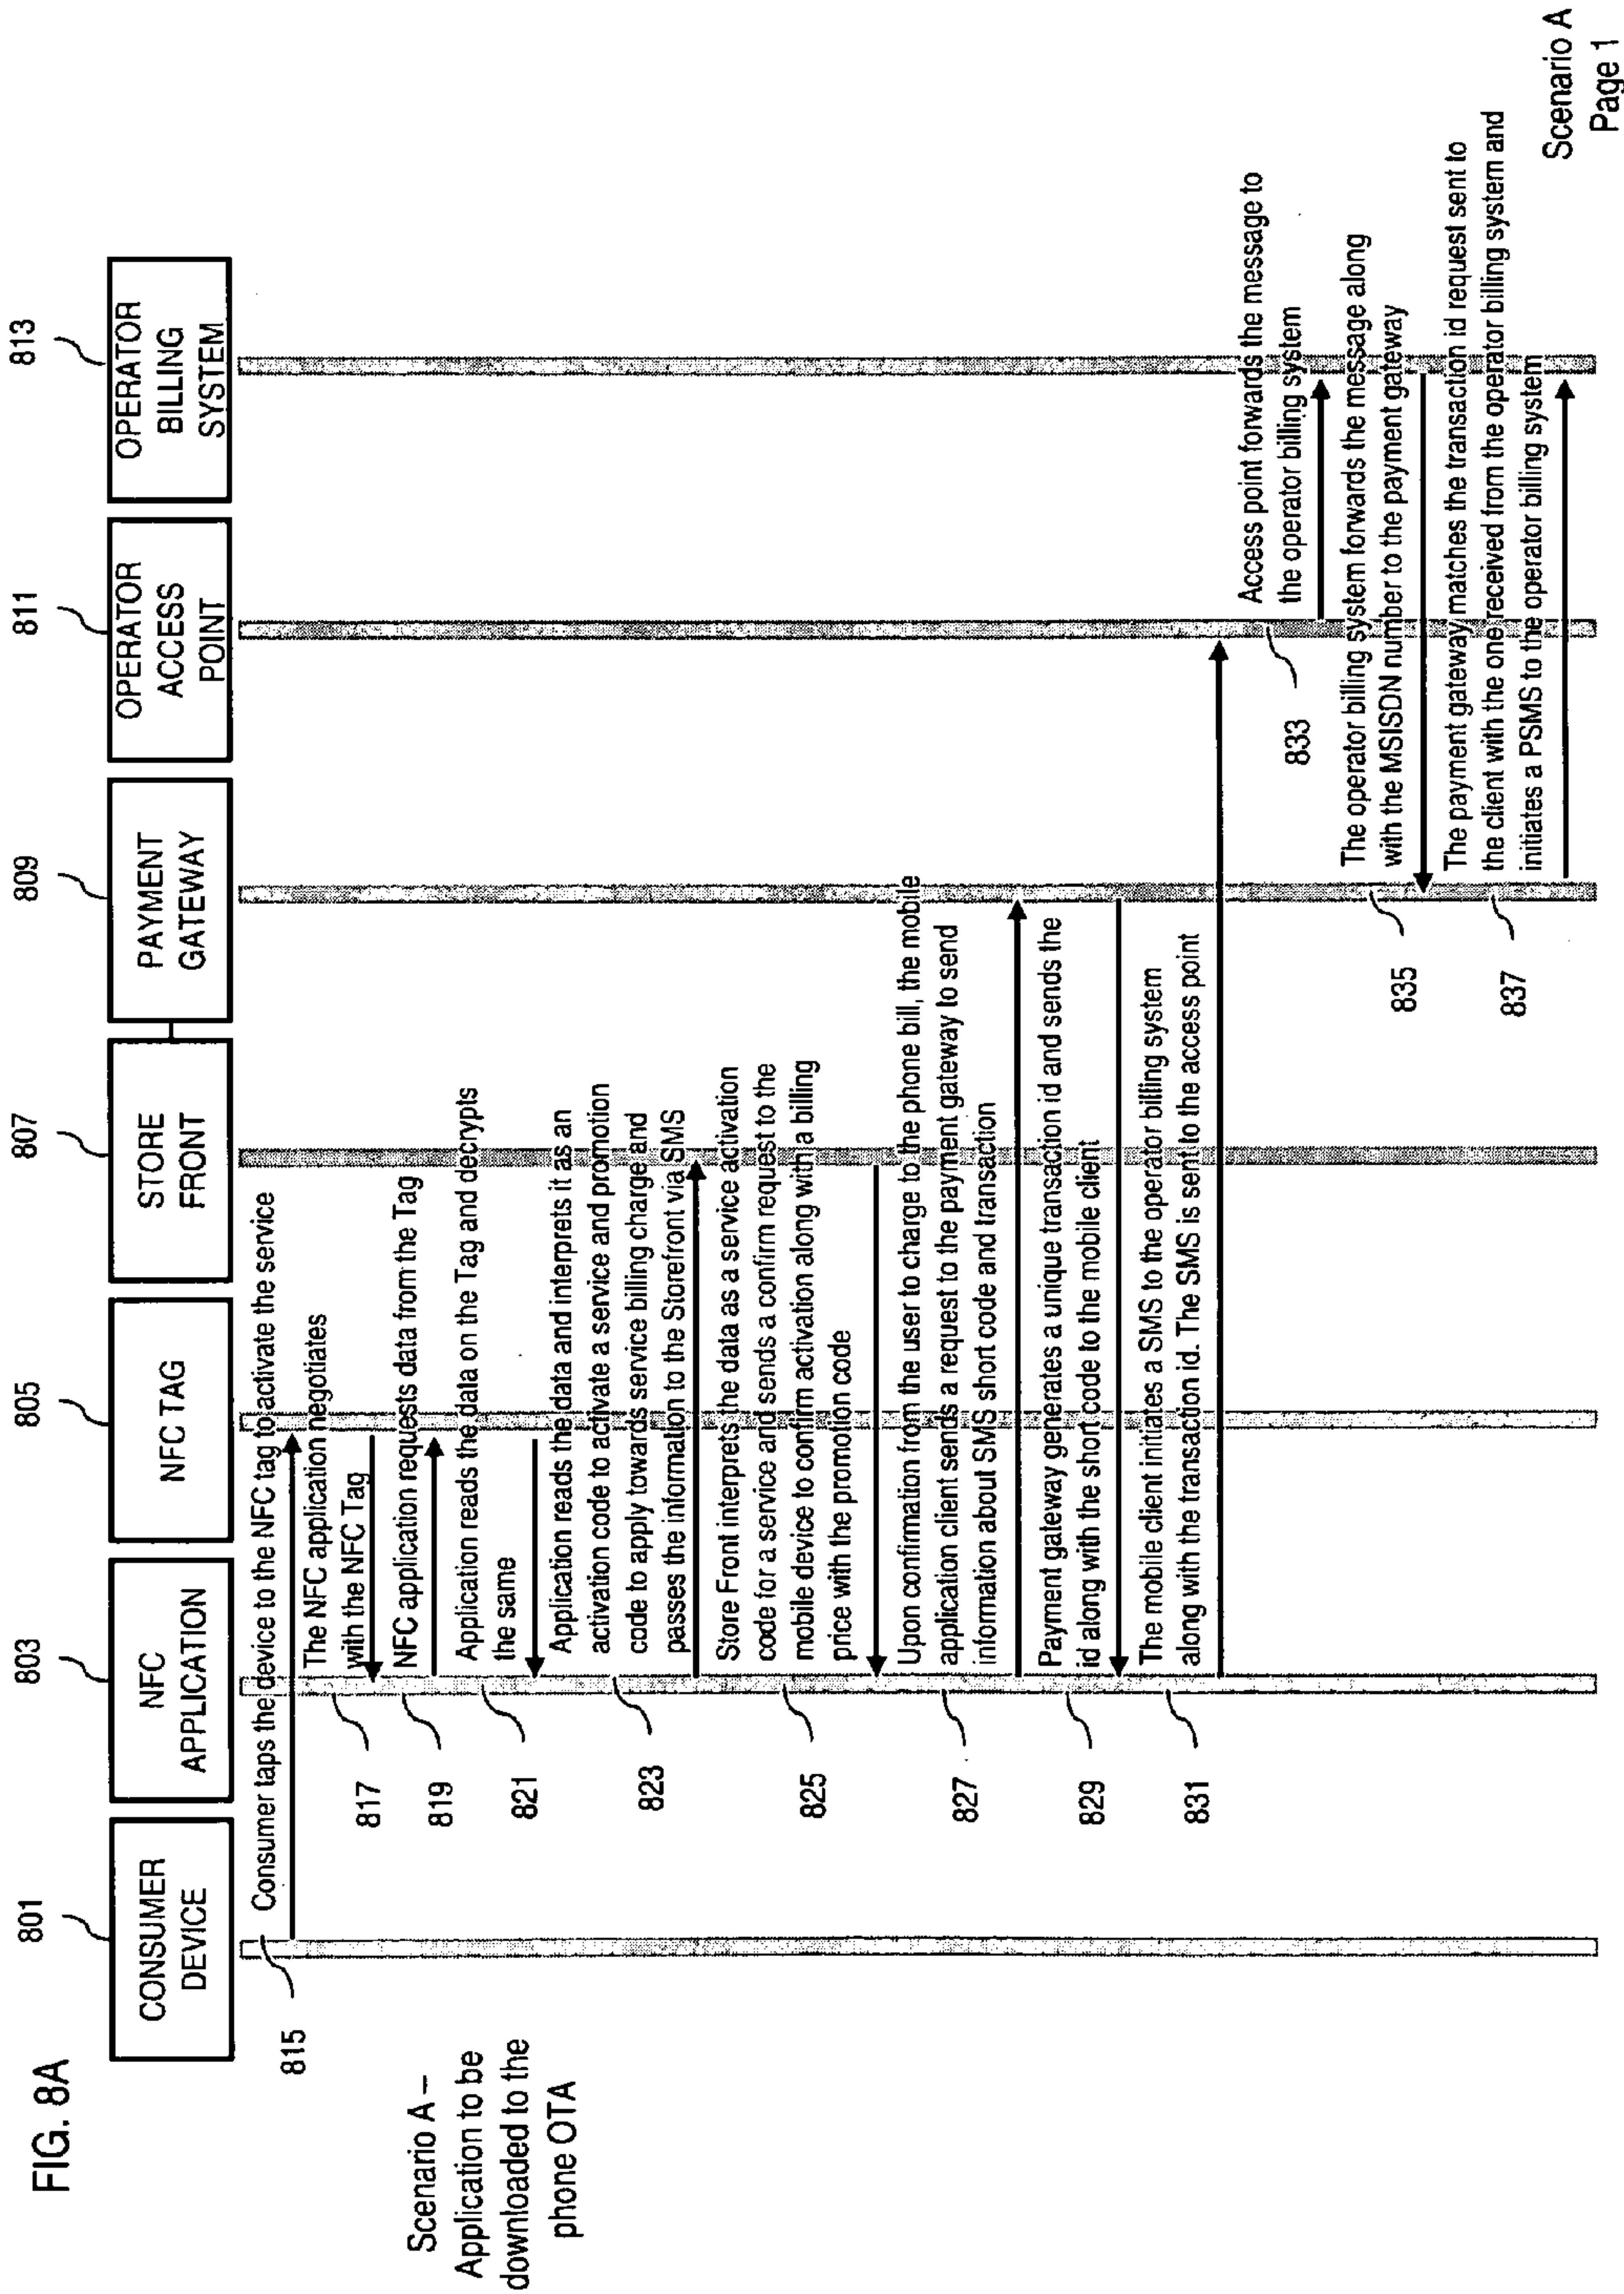 FIG. 8A
Scenario A –
Application to be
downloaded to the
phone OTA
801
CONSUMER
DEVICE
803
NFC
APPLICATION
805
NFC TAG
807
STORE
FRONT
809
PAYMENT
GATEWAY
811
OPERATOR
ACCESS
POINT
813
OPERATOR
BILLING
SYSTEM
815
Consumer taps the device to the NFC tag to activate the service
817
The NFC application negotiates
with the NFC Tag
819
NFC application requests data from the Tag
821
Application reads the data on the Tag and decrypts
the same
823
Application reads the data and interprets it as an
activation code to activate a service and promotion
code to apply towards service billing charge and
passes the information to the Storefront via SMS
825
Store Front interprets the data as a service activation
code for a service and sends a confirm request to the
mobile device to confirm activation along with a billing
price with the promotion code
827
Upon confirmation from the user to charge to the phone bill, the mobile
application client sends a request to the payment gateway to send
information about SMS short code and transaction
829
Payment gateway generates a unique transaction id and sends the
id along with the short code to the mobile client
831
The mobile client initiates a SMS to the operator billing system
along with the transaction id. The SMS is sent to the access point
833
Access point forwards the message to
the operator billing system
835
The operator billing system forwards the message along
with the MSISDN number to the payment gateway
837
The payment gateway matches the transaction id request sent to
the client with the one received from the operator billing system and
initiates a PSMS to the operator billing system
Scenario A
Page 1